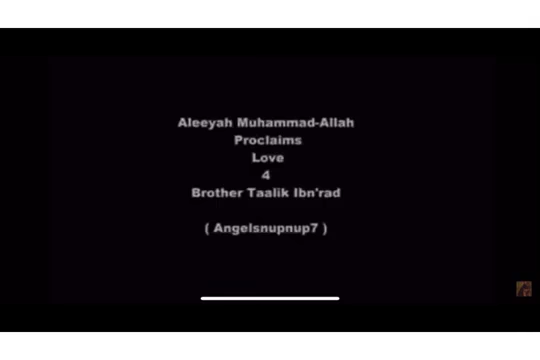 Aleeyah Muhammad-Allah
Proclaims
Love
4
Brother Taalik Ibn'rad
( Angelsnupnup7 )